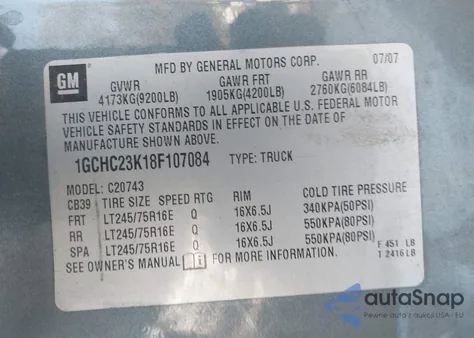 MFD BY GENERAL MOTORS CORP. 07/07
GM
GVWR GAWR FRT GAWR RR
4173KG(9200LB) 1905KG(4200LB) 2760KG(6084LB)
THIS VEHICLE CONFORMS TO ALL APPLICABLE U.S. FEDERAL MOTOR
VEHICLE SAFETY STANDARDS IN EFFECT ON THE DATE OF
MANUFACTURE SHOWN ABOVE.
1GCHC23K18F107084 TYPE: TRUCK
MODEL: C20743
CB39 TIRE SIZE SPEED RTG RIM COLD TIRE PRESSURE
FRT LT245/75R16E Q 16X6.5J 340KPA(50PSI)
RR LT245/75R16E Q 16X6.5J 550KPA(80PSI)
SPA LT245/75R16E Q 16X6.5J 550KPA(80PSI)
SEE OWNER'S MANUAL FOR MORE INFORMATION.
F 451 LB
T 2416 LB
autoSnap
Pewne auto z USA i EU